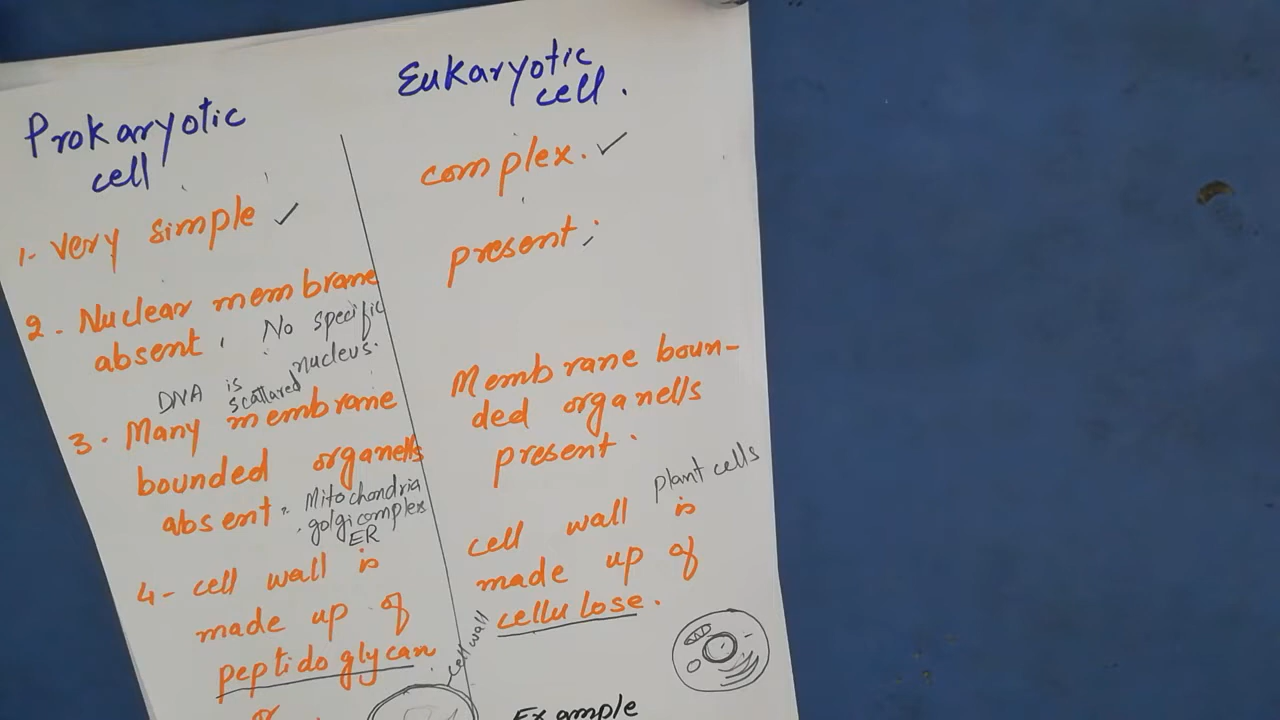 Prokaryotic
cell
1- Very simple
2. Nuclear membrane
absent.
No specific
nucleus.
DNA is
scattared
3. Many membrane
bounded organells
absent.
Mitochondria
golgi complex
ER
4- cell wall is
made up of
peptidoglycan
or
cell wall
Eukaryotic
cell.
complex.
present.
Membrane boun-
ded organells
present.
plant cells
cell wall is
made up of
cellulose.
Example